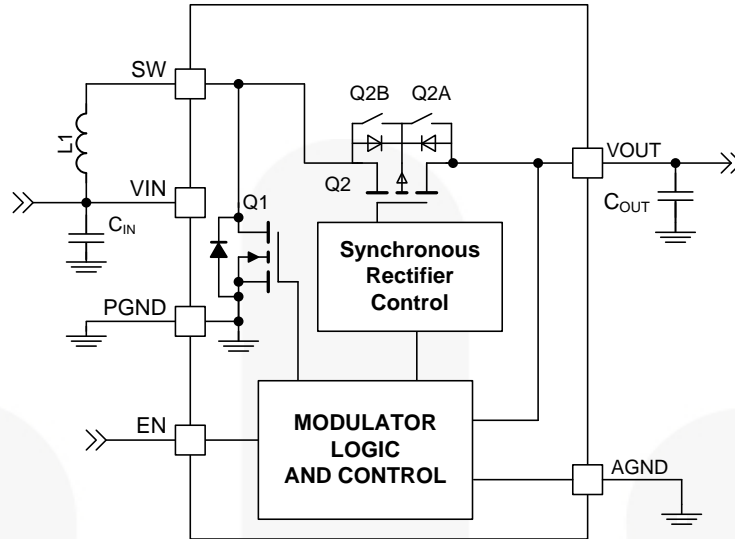 SW
Q2B
Q2A
L1
Q2
VOUT
VIN
Q1
CIN
COUT
Synchronous
Rectifier
Control
PGND
MODULATOR
LOGIC
AND CONTROL
EN
AGND